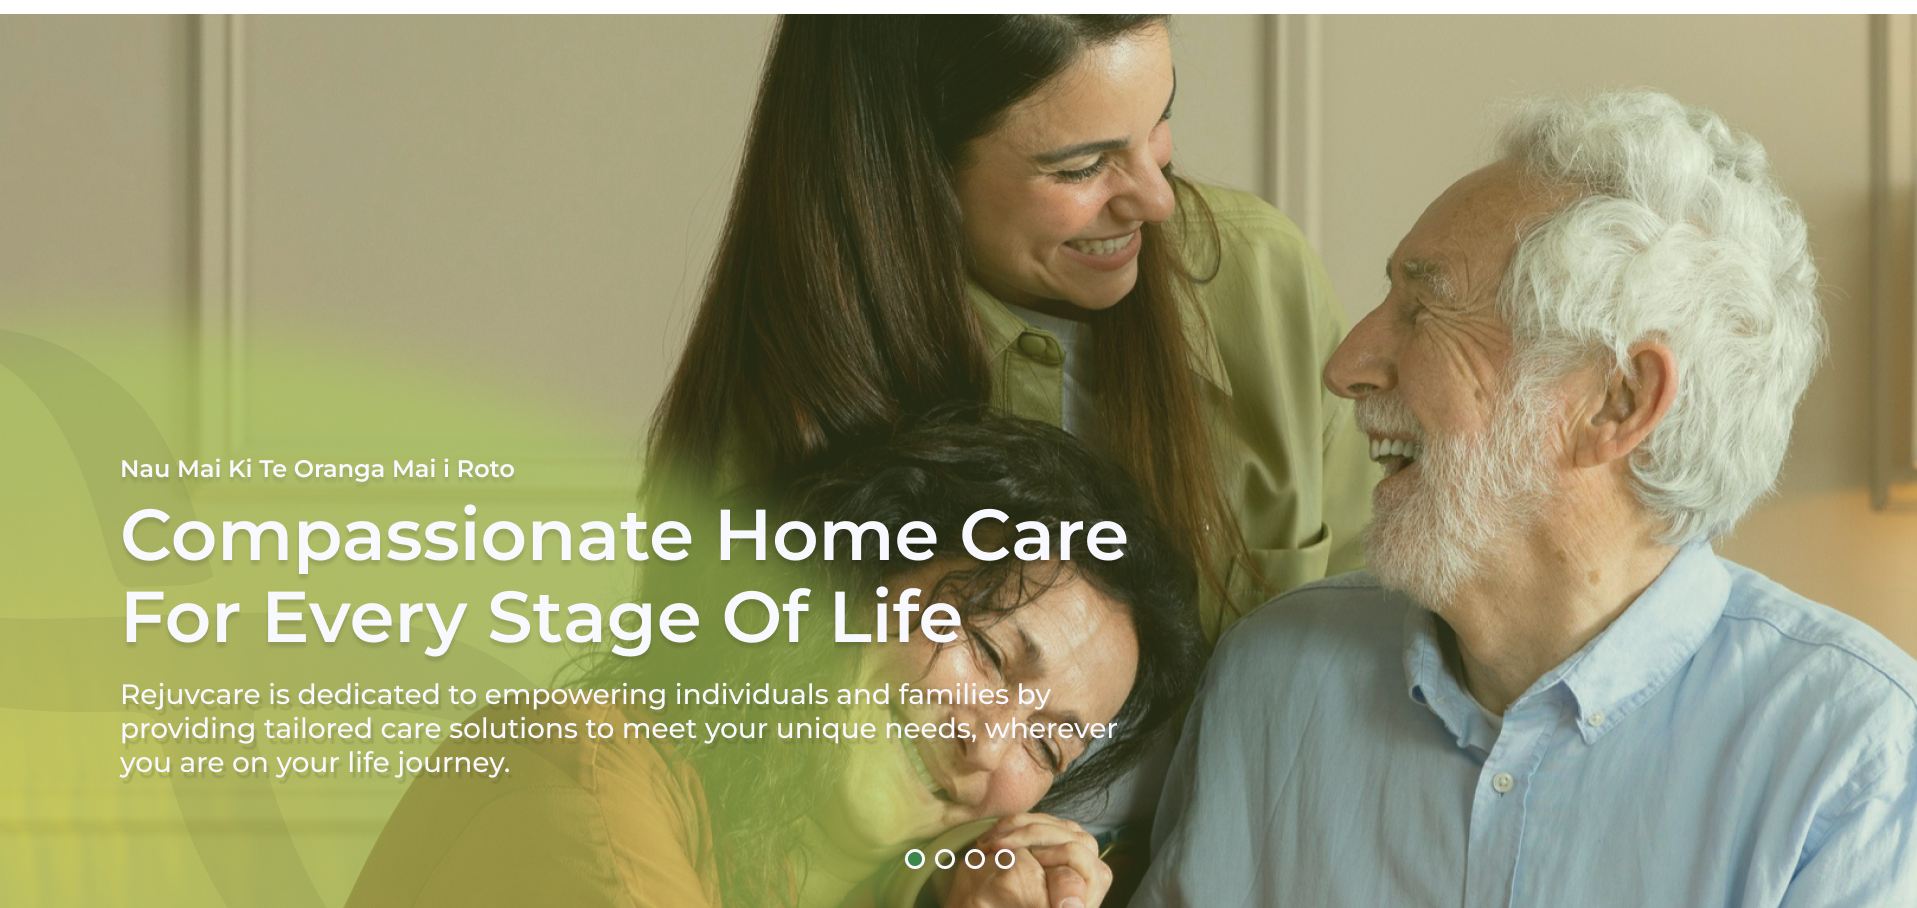 Nau Mai Ki Te Oranga Mai i Roto
Compassionate Home Care
For Every Stage Of Life
Rejuvcare is dedicated to empowering individuals and families by
providing tailored care solutions to meet your unique needs, wherever
you are on your life journey.